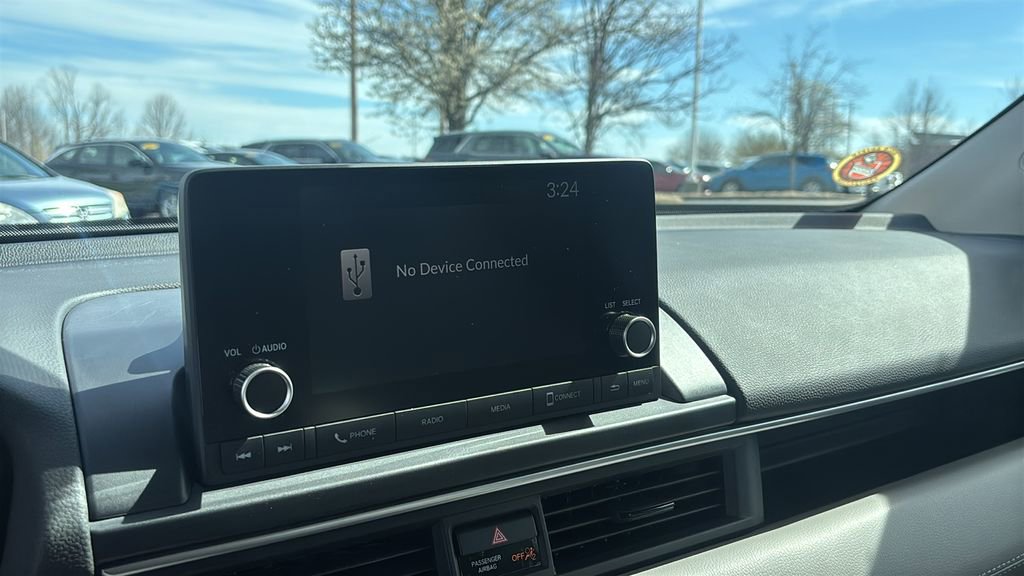 3:24
No Device Connected
LIST SELECT
VOL AUDIO
PHONE
RADIO
MEDIA
CONNECT
MENU
PASSENGER
AIRBAG
OFF